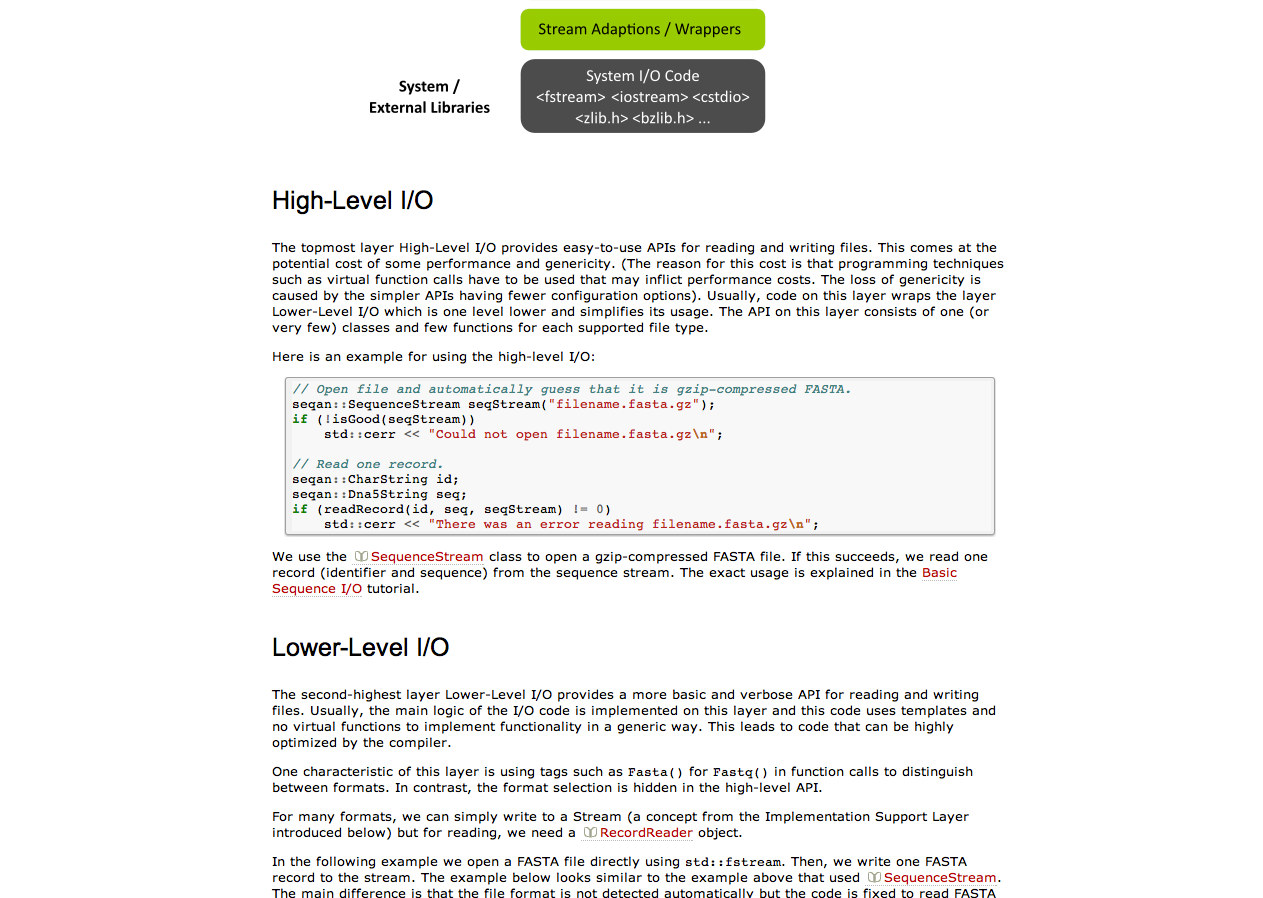 Stream Adaptions / Wrappers
System I/O Code
System /
<fstream> <iostream> <cstdio>
External Libraries
<zlib.h> <bzlib.h> ...
High-Level I/O
The topmost layer High-Level I/O provides easy-to-use APIs for reading and writing files. This comes at the
potential cost of some performance and genericity. (The reason for this cost is that programming techniques
such as virtual function calls have to be used that may inflict performance costs. The loss of genericity is
caused by the simpler APIs having fewer configuration options). Usually, code on this layer wraps the layer
Lower-Level I/O which is one level lower and simplifies its usage. The API on this layer consists of one (or
very few) classes and few functions for each supported file type.
Here is an example for using the high-level I/O:
// Open file and automatically guess that it is gzip-compressed FASTA.
seqan::SequenceStream seqStream("filename.fasta.gz");
if (!isGood(seqStream))
    std::cerr << "Could not open filename.fasta.gz\n";
// Read one record.
seqan::CharString id;
seqan::Dna5String seq;
if (readRecord(id, seq, seqStream) != 0)
    std::cerr << "There was an error reading filename.fasta.gz\n";
We use the SequenceStream class to open a gzip-compressed FASTA file. If this succeeds, we read one
record (identifier and sequence) from the sequence stream. The exact usage is explained in the Basic
Sequence I/O tutorial.
Lower-Level I/O
The second-highest layer Lower-Level I/O provides a more basic and verbose API for reading and writing
files. Usually, the main logic of the I/O code is implemented on this layer and this code uses templates and
no virtual functions to implement functionality in a generic way. This leads to code that can be highly
optimized by the compiler.
One characteristic of this layer is using tags such as Fasta() for Fastq() in function calls to distinguish
between formats. In contrast, the format selection is hidden in the high-level API.
For many formats, we can simply write to a Stream (a concept from the Implementation Support Layer
introduced below) but for reading, we need a RecordReader object.
In the following example we open a FASTA file directly using std::fstream. Then, we write one FASTA
record to the stream. The example below looks similar to the example above that used SequenceStream.
The main difference is that the file format is not detected automatically but the code is fixed to read FASTA